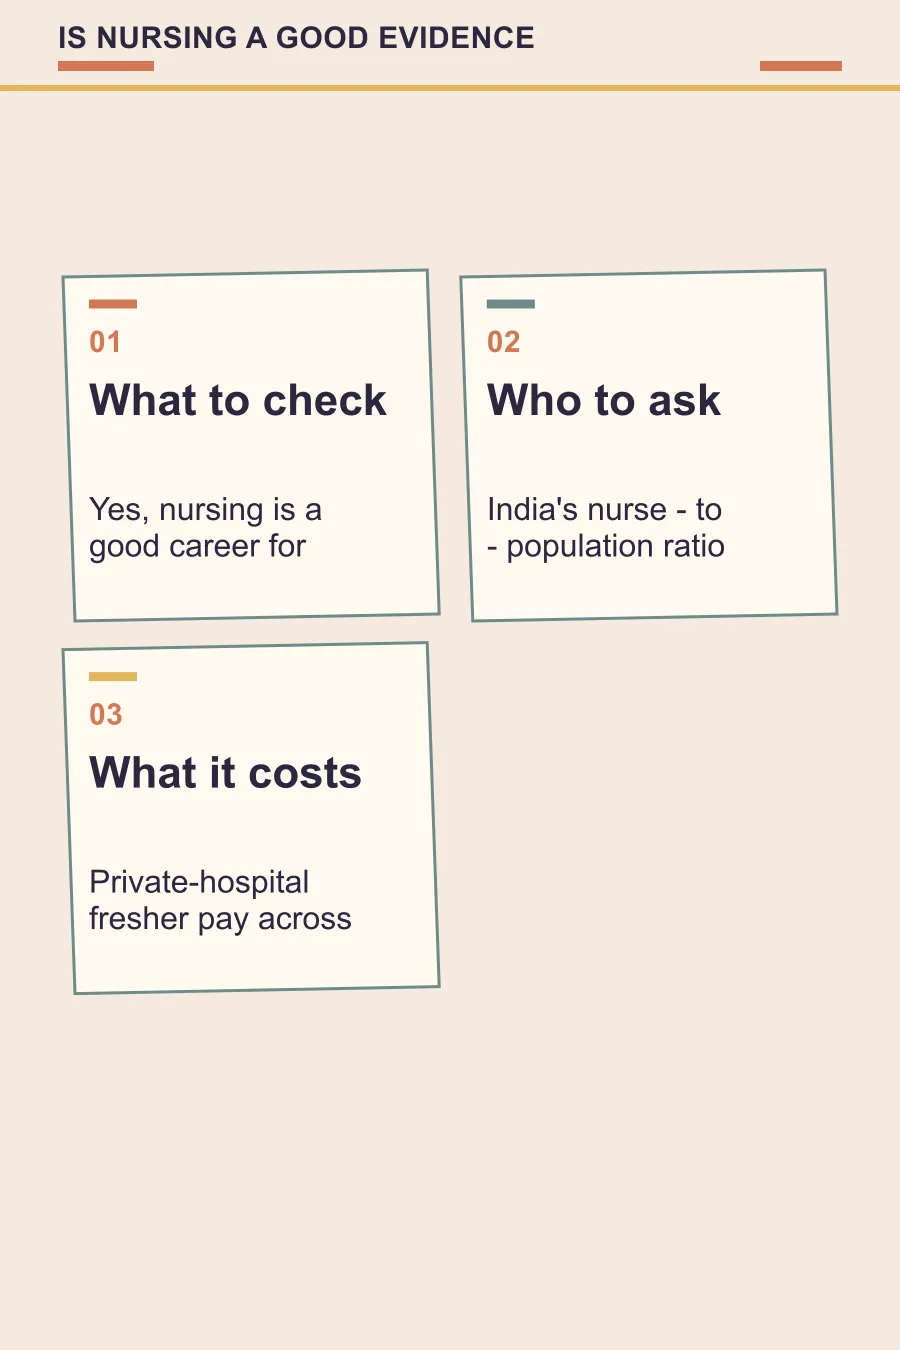 IS NURSING A GOOD EVIDENCE
01
What to check
Yes, nursing is a
good career for
02
Who to ask
India's nurse - to
- population ratio
03
What it costs
Private-hospital
fresher pay across